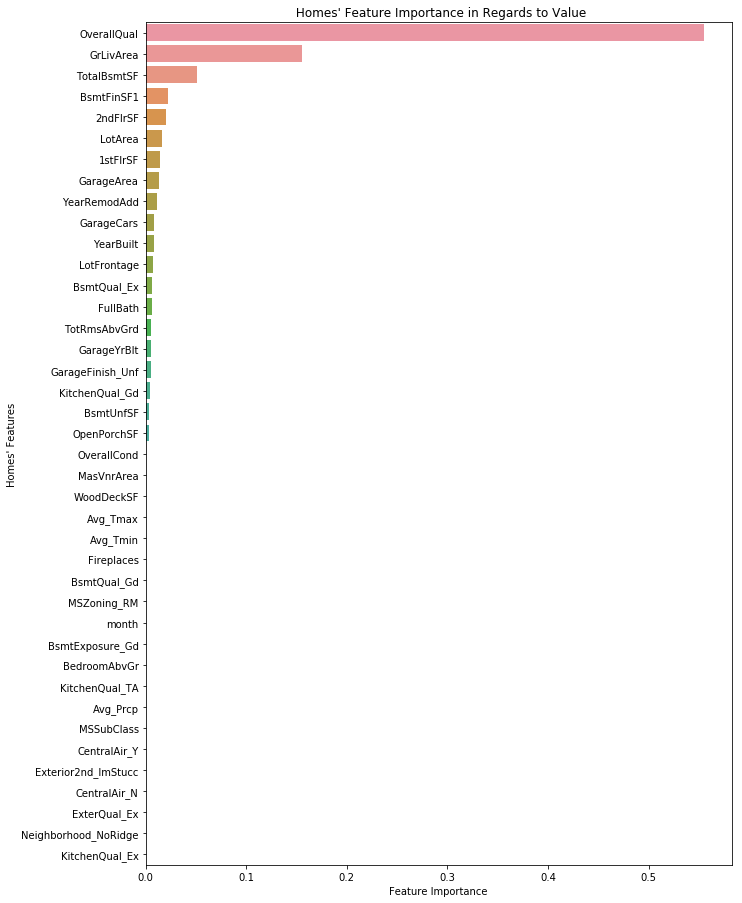 Homes' Feature Importance in Regards to Value
OverallQual
GrLivArea
TotalBsmtSF
BsmtFinSF1
2ndFlrSF
LotArea
1stFlrSF
GarageArea
YearRemodAdd
GarageCars
YearBuilt
LotFrontage
BsmtQual_Ex
FullBath
TotRmsAbvGrd
GarageYrBlt
GarageFinish_Unf
KitchenQual_Gd
BsmtUnfSF
OpenPorchSF
OverallCond
MasVnrArea
WoodDeckSF
Avg_Tmax
Avg_Tmin
Fireplaces
BsmtQual_Gd
MSZoning_RM
month
BsmtExposure_Gd
BedroomAbvGr
KitchenQual_TA
Avg_Prcp
MSSubClass
CentralAir_Y
Exterior2nd_ImStucc
CentralAir_N
ExterQual_Ex
Neighborhood_NoRidge
KitchenQual_Ex
Homes' Features
0.0 0.1 0.2 0.3 0.4 0.5
Feature Importance